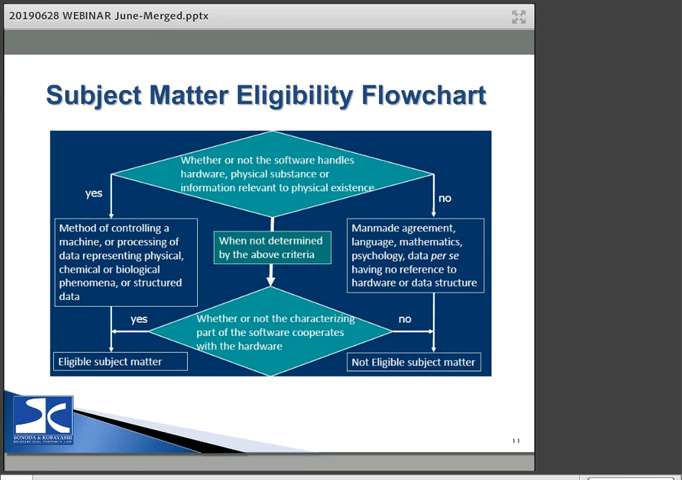 20190628 WEBINAR June-Merged.pptx
Subject Matter Eligibility Flowchart
Whether or not the software handles
hardware, physical substance or
information relevant to physical existence
yes
no
Method of controlling a
machine, or processing of
data representing physical,
chemical or biological
phenomena, or structured
data
When not determined
by the above criteria
Manmade agreement,
language, mathematics,
psychology, data per se
having no reference to
hardware or data structure
yes
Whether or not the characterizing
part of the software cooperates
with the hardware
no
Eligible subject matter
Not Eligible subject matter
SONODA & KOBAYASHI
INTELLECTUAL PROPERTY LAW
11